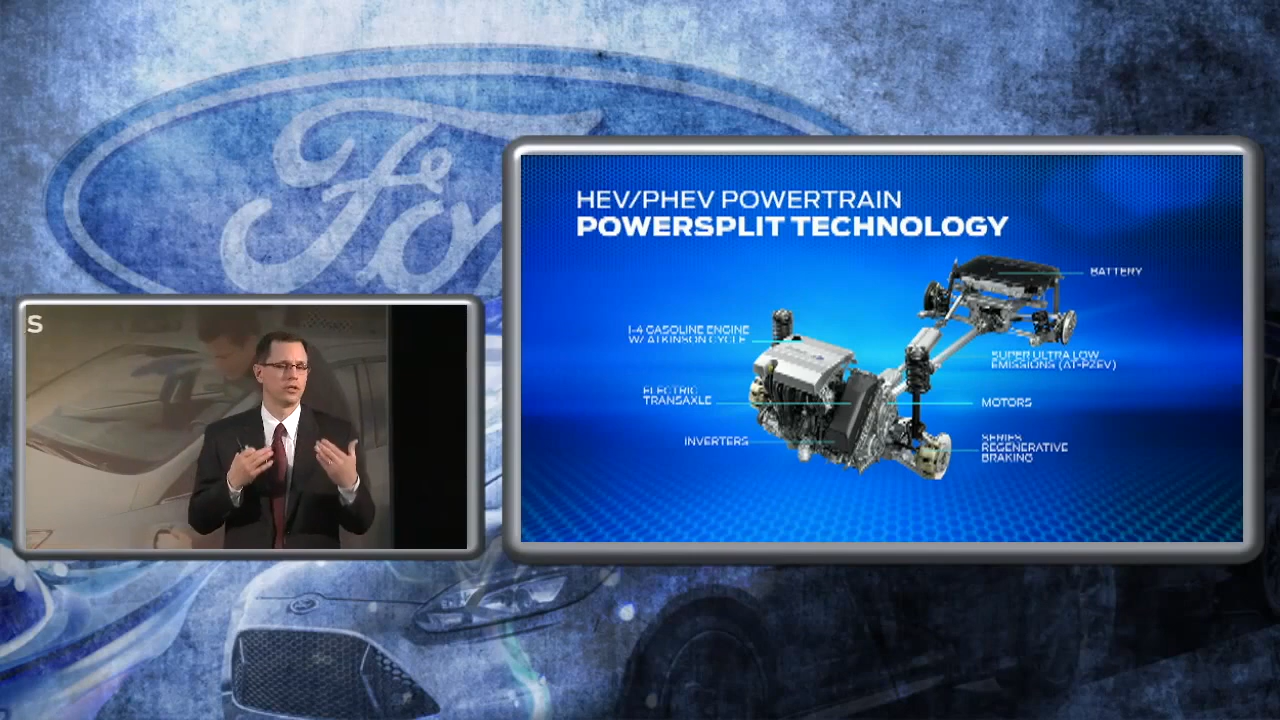 Ford
S
HEV/PHEV POWERTRAIN
POWERSPLIT TECHNOLOGY
BATTERY
I-4 GASOLINE ENGINE
W/ ATKINSON CYCLE
SUPER ULTRA LOW
EMISSIONS (AT-PZEV)
ELECTRIC
TRANSAXLE
MOTORS
INVERTERS
SERIES
REGENERATIVE
BRAKING